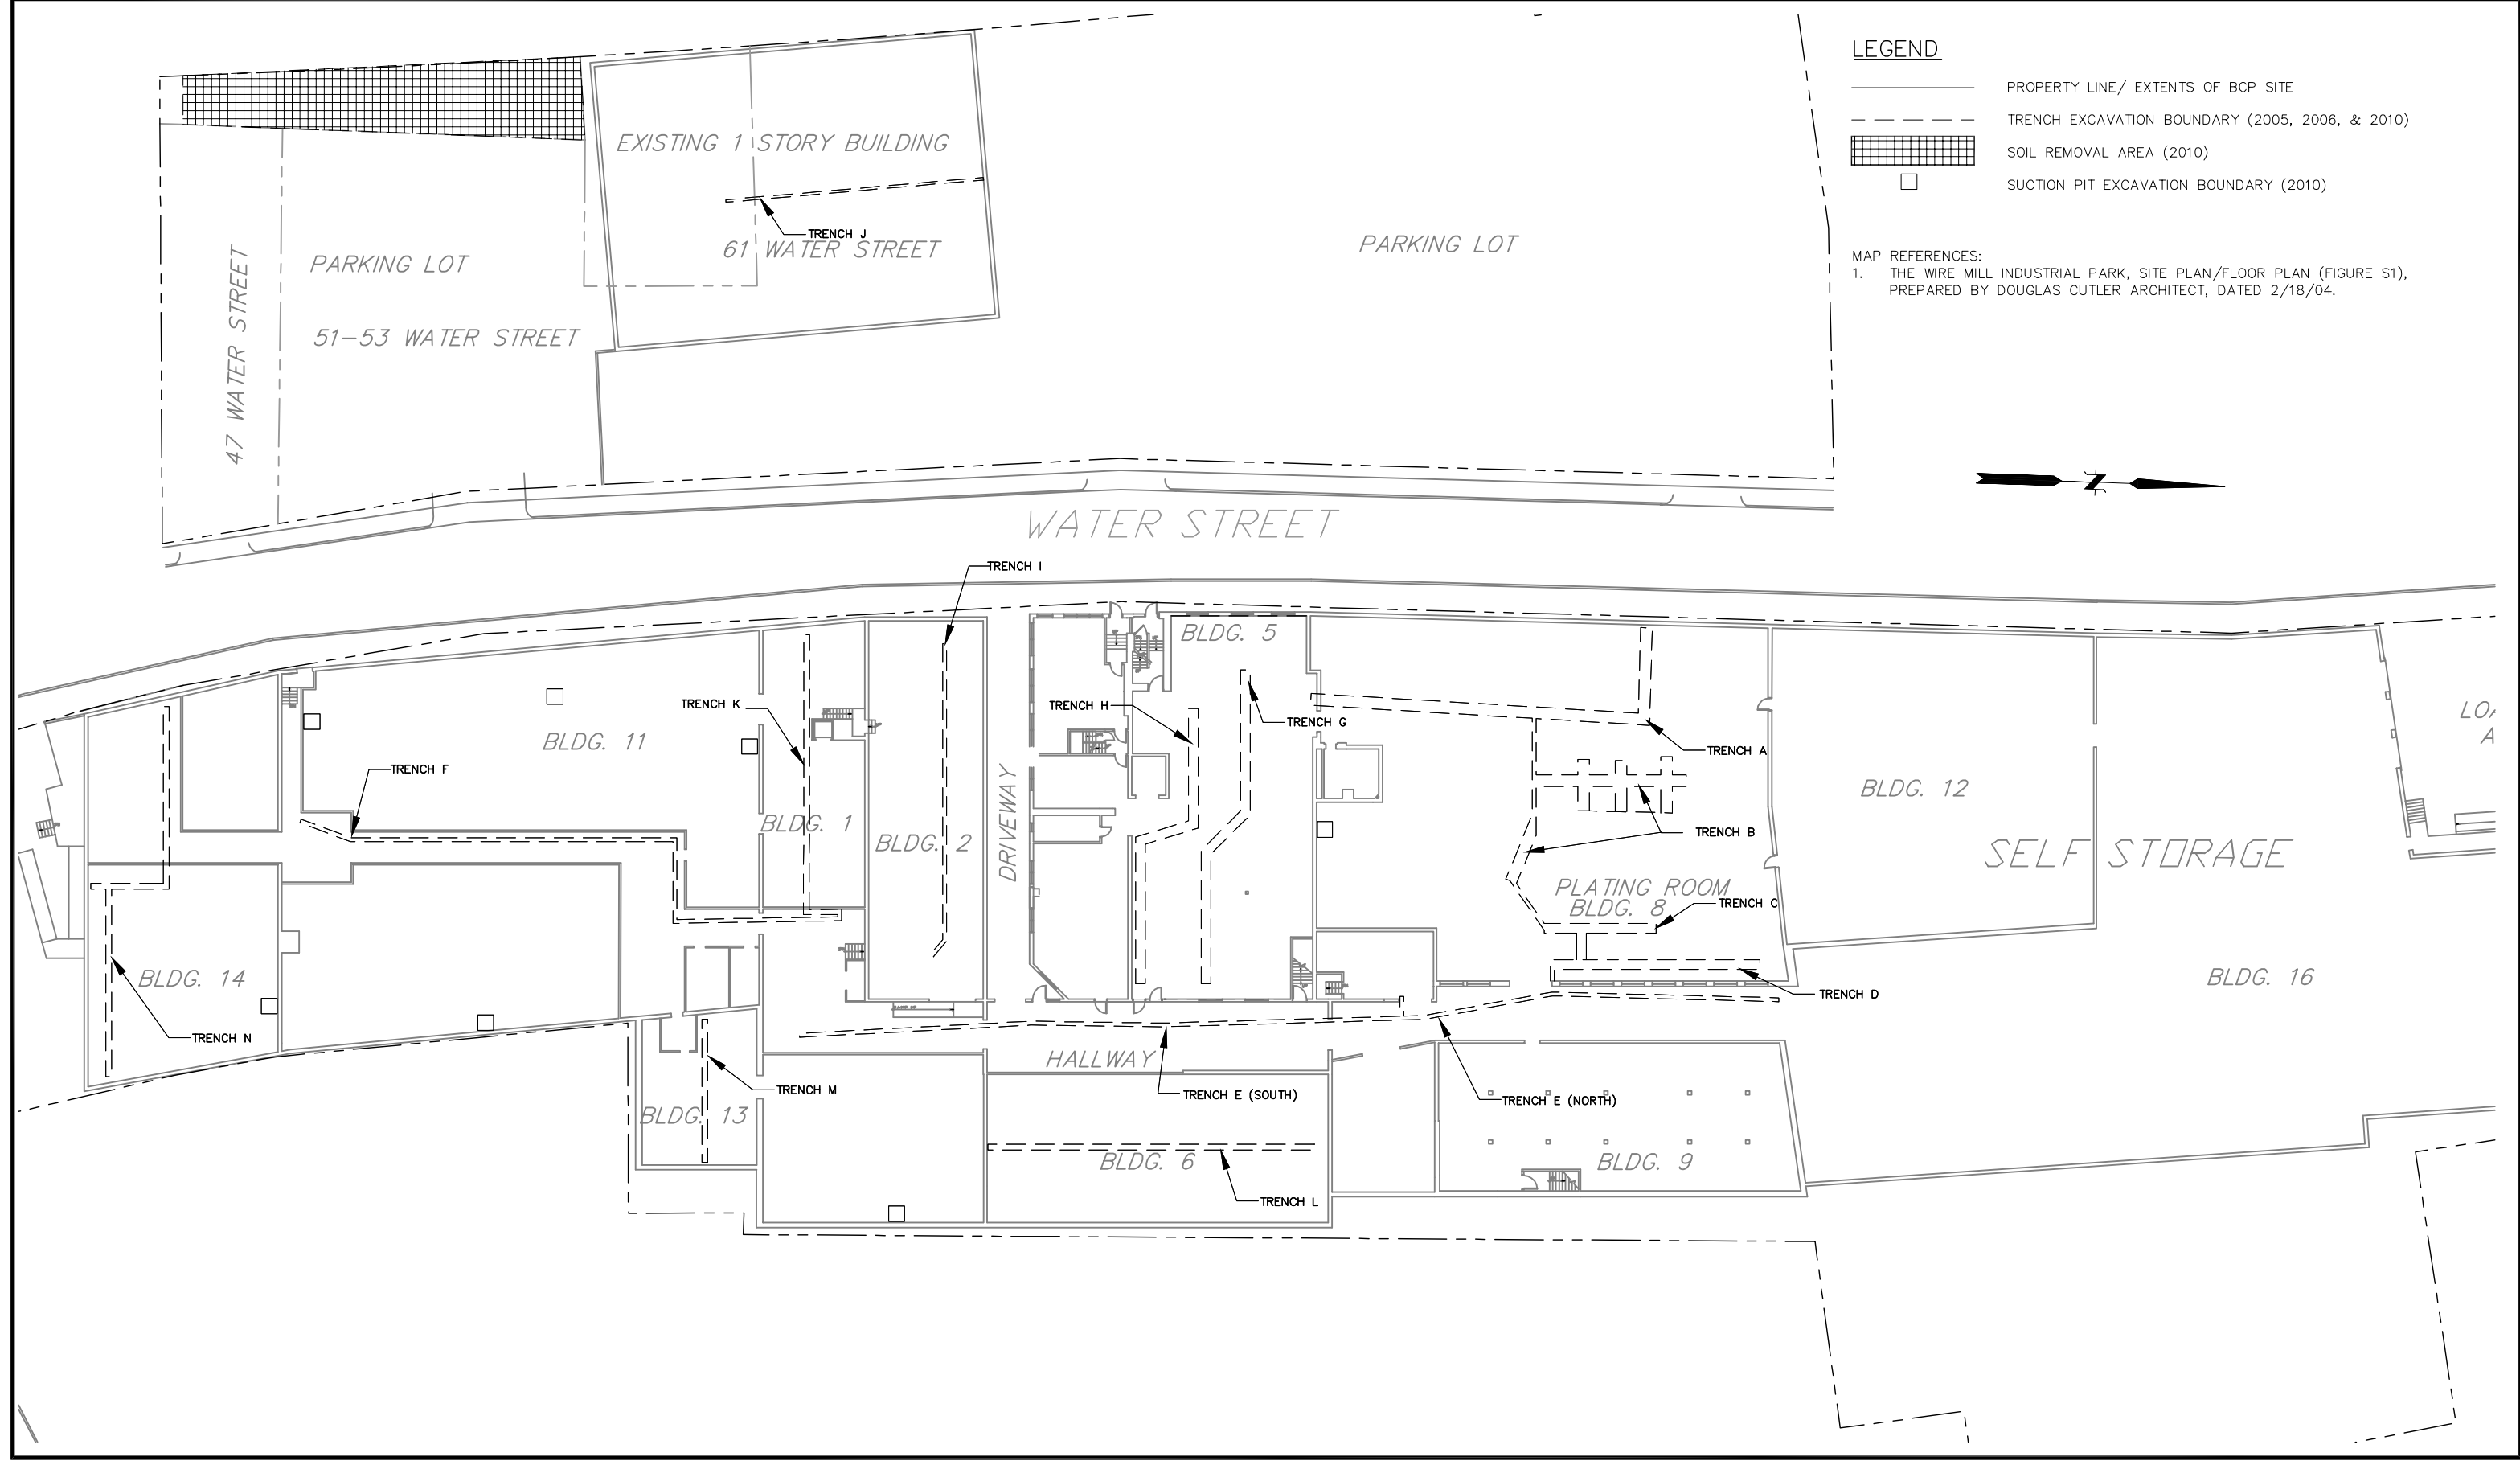 LEGEND
PROPERTY LINE/ EXTENTS OF BCP SITE
TRENCH EXCAVATION BOUNDARY (2005, 2006, & 2010)
SOIL REMOVAL AREA (2010)
SUCTION PIT EXCAVATION BOUNDARY (2010)
MAP REFERENCES:
1. THE WIRE MILL INDUSTRIAL PARK, SITE PLAN/FLOOR PLAN (FIGURE S1),
PREPARED BY DOUGLAS CUTLER ARCHITECT, DATED 2/18/04.
EXISTING 1 STORY BUILDING
TRENCH J
61 WATER STREET
PARKING LOT
PARKING LOT
47 WATER STREET
51-53 WATER STREET
Z
WATER STREET
TRENCH I
BLDG. 5
TRENCH K
TRENCH H
TRENCH G
BLDG. 11
TRENCH A
LO
A
TRENCH F
BLDG. 12
BLDG. 1
BLDG. 2
DRIVEWAY
TRENCH B
SELF STORAGE
PLATING ROOM
BLDG. 8
TRENCH C
BLDG. 14
BLDG. 16
TRENCH D
TRENCH N
HALLWAY
TRENCH M
TRENCH E (SOUTH)
TRENCH E (NORTH)
BLDG. 13
BLDG. 6
BLDG. 9
TRENCH L